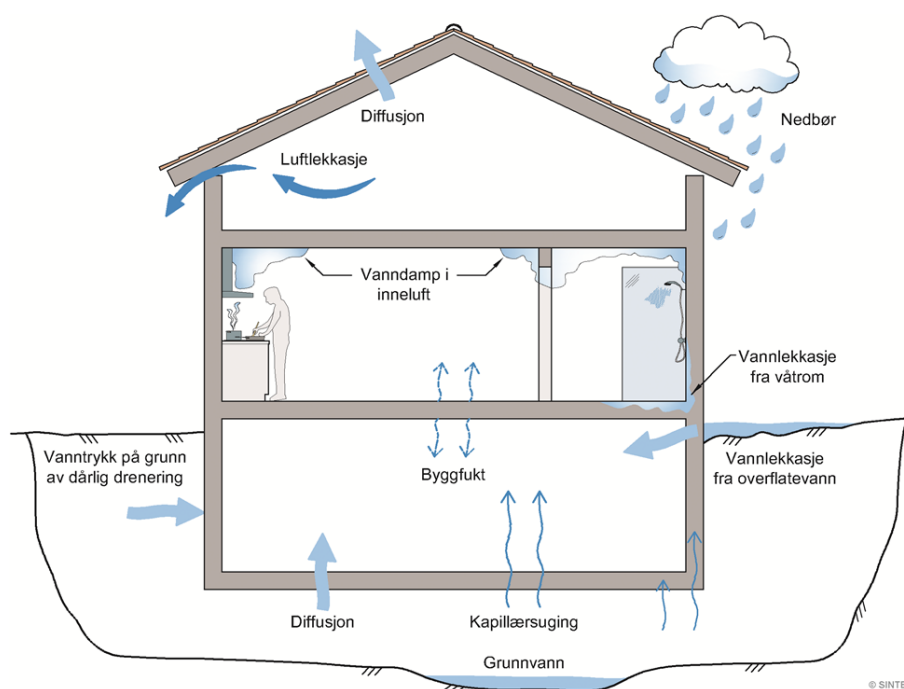 Diffusjon
Nedbør
Luftlekkasje
Vanndamp i
inneluft
Vannlekkasje
fra våtrom
Vanntrykk på grunn
av dårlig drenering
Byggfukt
Vannlekkasje
fra overflatevann
Diffusjon
Kapillærsuging
Grunnvann
© SINTE